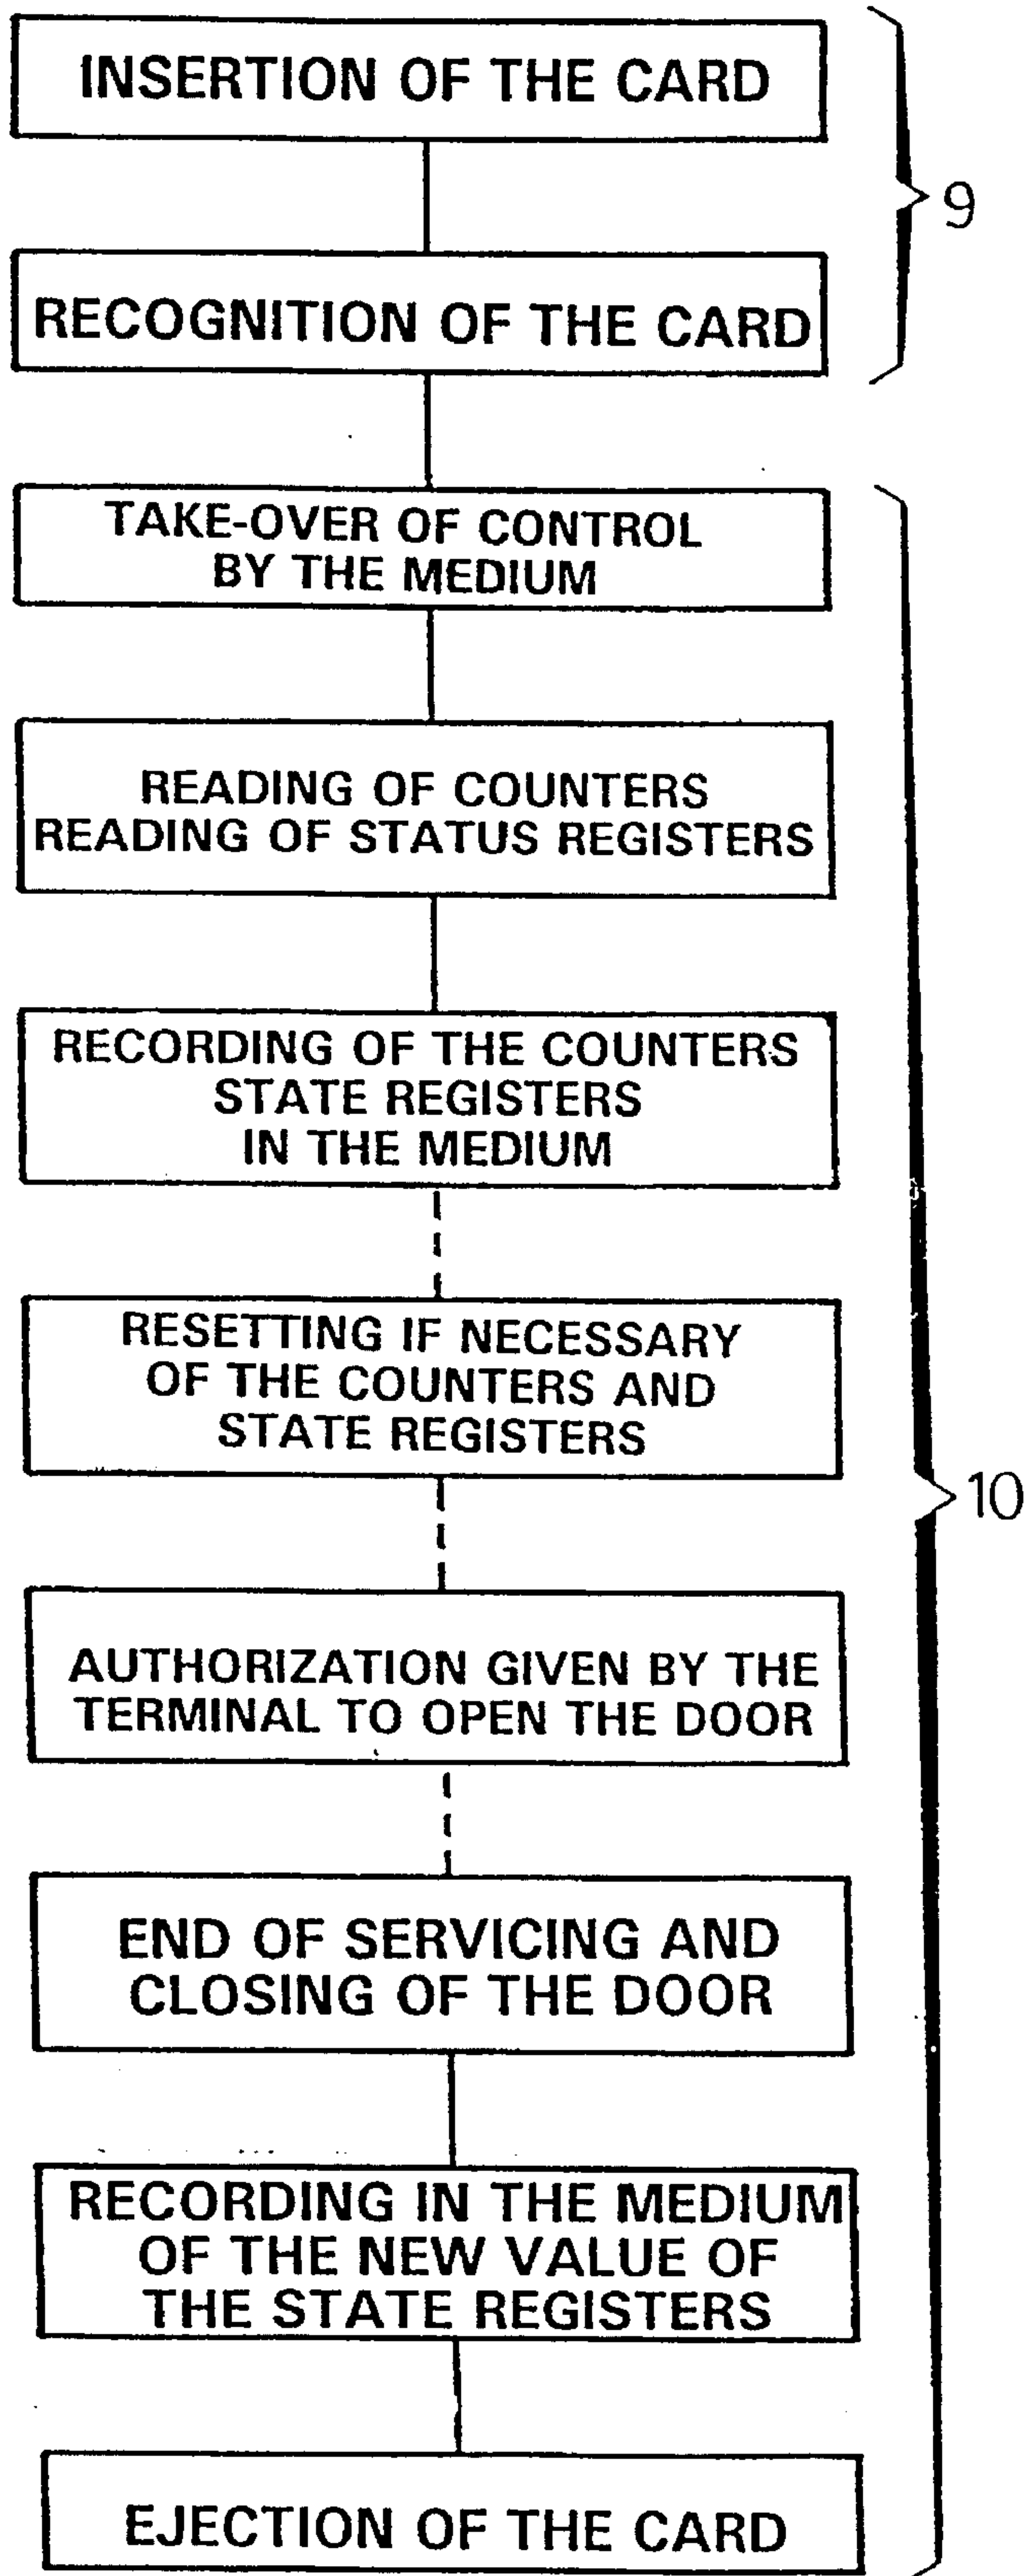 INSERTION OF THE CARD
9
RECOGNITION OF THE CARD
TAKE-OVER OF CONTROL
BY THE MEDIUM
READING OF COUNTERS
READING OF STATUS REGISTERS
RECORDING OF THE COUNTERS
STATE REGISTERS
IN THE MEDIUM
RESETTING IF NECESSARY
OF THE COUNTERS AND
STATE REGISTERS
10
AUTHORIZATION GIVEN BY THE
TERMINAL TO OPEN THE DOOR
END OF SERVICING AND
CLOSING OF THE DOOR
RECORDING IN THE MEDIUM
OF THE NEW VALUE OF
THE STATE REGISTERS
EJECTION OF THE CARD